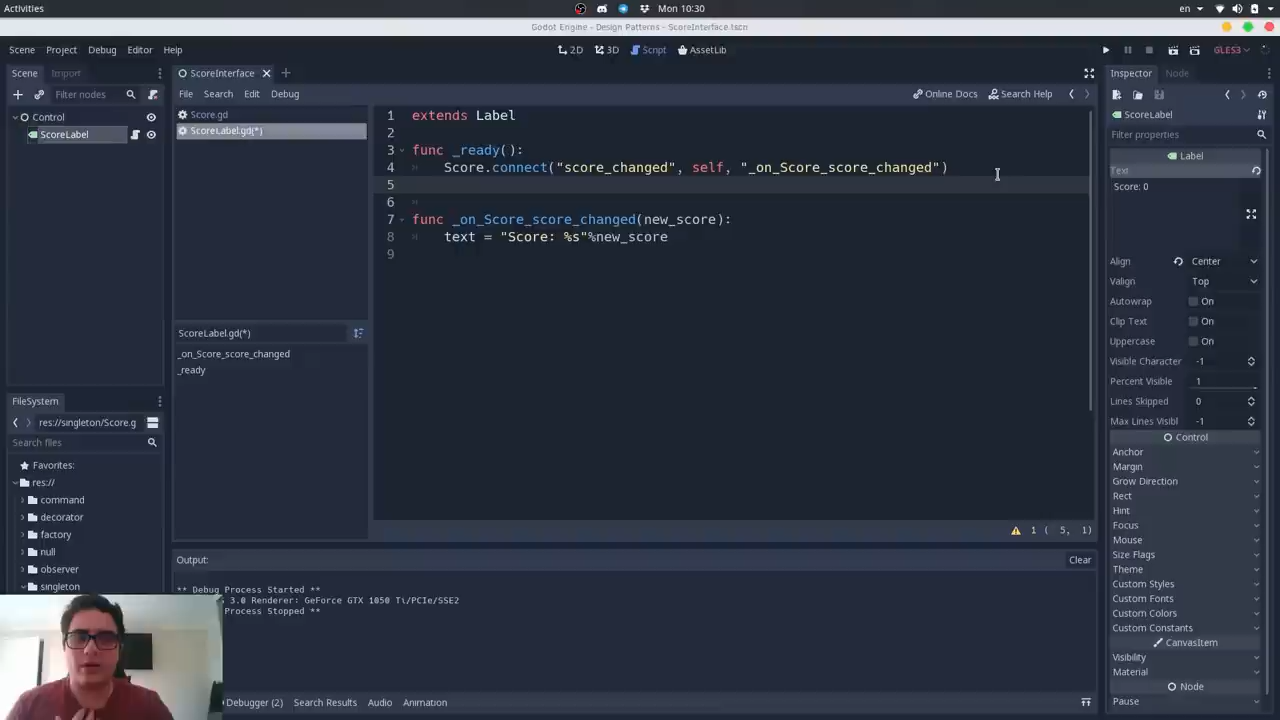 Activities
Mon 10:30
en
Godot Engine - Design Patterns - ScoreInterface.tscn
Scene Project Debug Editor Help
2D 3D Script AssetLib
GLES3
Scene Import
Filter nodes
Control
ScoreLabel
ScoreInterface
File Search Edit Debug
Online Docs Search Help
Score.gd
ScoreLabel.gd(*)
ScoreLabel.gd(*)
_on_Score_score_changed
_ready
1 extends Label
2
3 func _ready():
4 Score.connect("score_changed", self, "_on_Score_score_changed")
5
6
7 func _on_Score_score_changed(new_score):
8 text = "Score: %s"%new_score
9
1 ( 5, 1)
FileSystem
res://singleton/Score.g
Search files
Favorites:
res://
command
decorator
factory
null
observer
singleton
Output:
Clear
** Debug Process Started **
3.0 Renderer: GeForce GTX 1050 Ti/PCIe/SSE2
Process Stopped **
Debugger (2) Search Results Audio Animation
Inspector Node
ScoreLabel
Filter properties
Label
Text
Score: 0
Align Center
Valign Top
Autowrap On
Clip Text On
Uppercase On
Visible Character -1
Percent Visible 1
Lines Skipped 0
Max Lines Visibl -1
Control
Anchor
Margin
Grow Direction
Rect
Hint
Focus
Mouse
Size Flags
Theme
Custom Styles
Custom Fonts
Custom Colors
Custom Constants
CanvasItem
Visibility
Material
Node
Pause